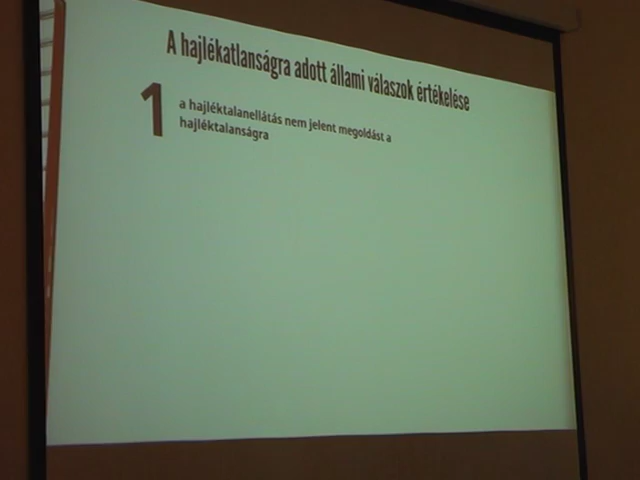 A hajlékatlanságra adott állami válaszok értékelése
1
a hajléktalanellátás nem jelent megoldást a
hajléktalanságra